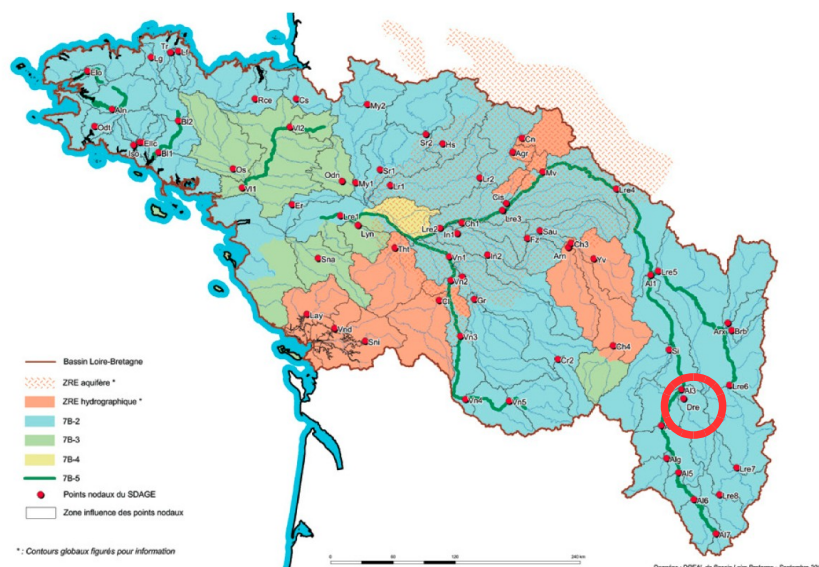 Tr
Lf
Lg
Elo
Aln
Rce
Cs
My2
Bl2
Odt
Vl2
Cn
Sr2
Hs
Ellé
Iso
Bl1
Agr
Os
Odn
Sr1
Mv
Vl1
My1
Lr1
Lr2
Lre4
Er
Cis
Lre1
Lre3
Lyn
Ch1
Lre2
In1
Sau
Fz
Ch3
Am
Tht
Sna
Vn1
In2
Yv
Lre5
Al1
Vn2
Cl
Gr
Lay
Vnd
Arx
Brb
Sni
Vn3
Ch4
Si
Cr2
Lre6
Al3
Vn4
Vn5
Dre
Alg
Al5
Lre7
Al6
Lre8
Al7
Bassin Loire-Bretagne
ZRE aquifère *
ZRE hydrographique *
7B-2
7B-3
7B-4
7B-5
Points nodaux du SDAGE
Zone influence des points nodaux
* : Contours globaux figurés pour information
0 60 120 240 km